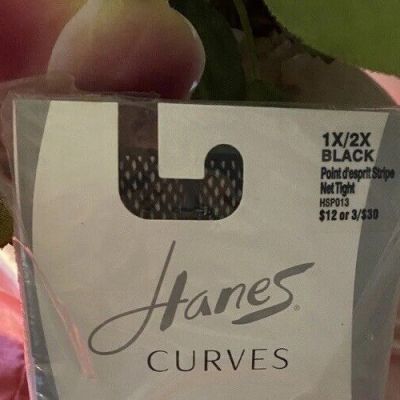 1X/2X
BLACK
Point d'esprit Stripe
Net Tight
HSP013
$12 or 3/$30
Hanes®
CURVES